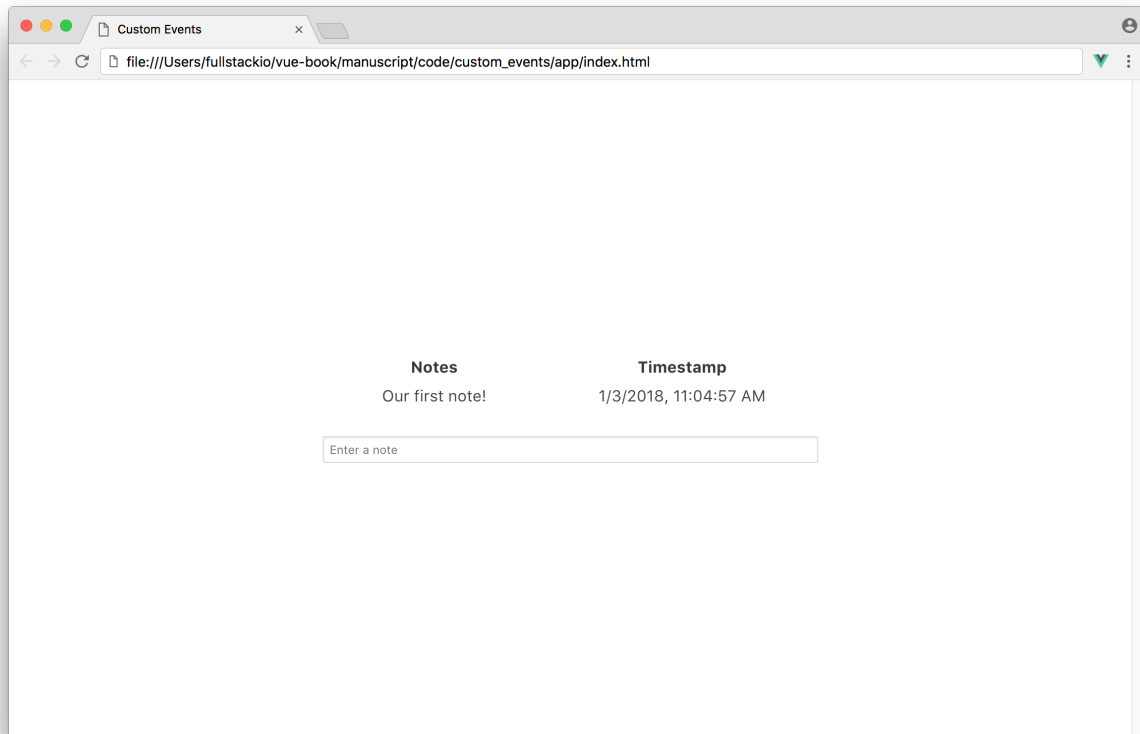 Custom Events
file:///Users/fullstackio/vue-book/manuscript/code/custom_events/app/index.html
Notes Timestamp
Our first note! 1/3/2018, 11:04:57 AM
Enter a note